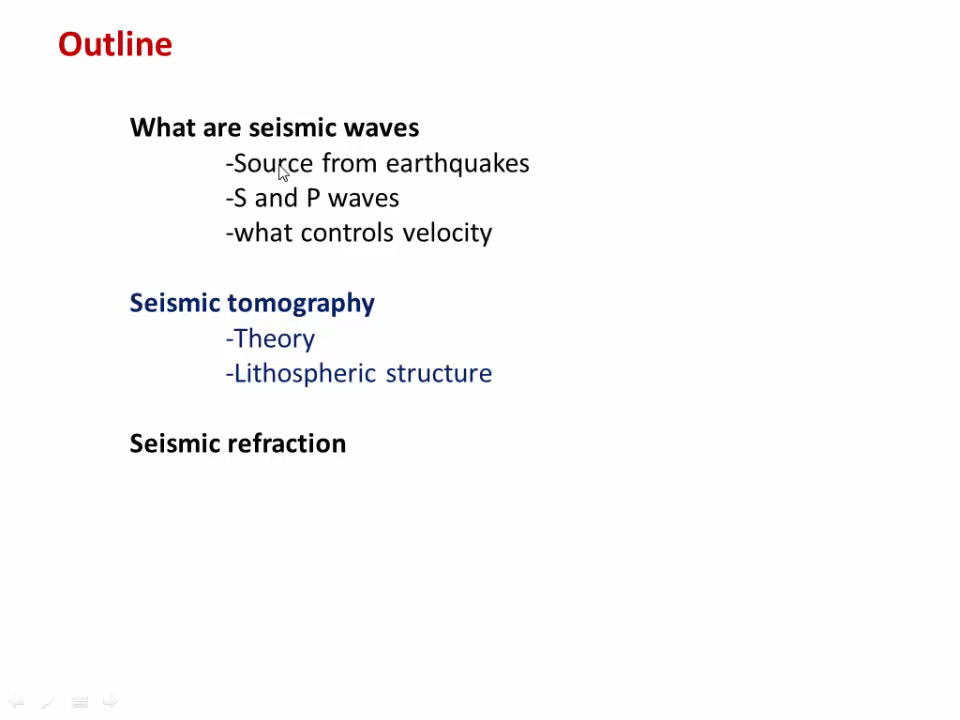 Outline
What are seismic waves
-Source from earthquakes
-S and P waves
-what controls velocity
Seismic tomography
-Theory
-Lithospheric structure
Seismic refraction